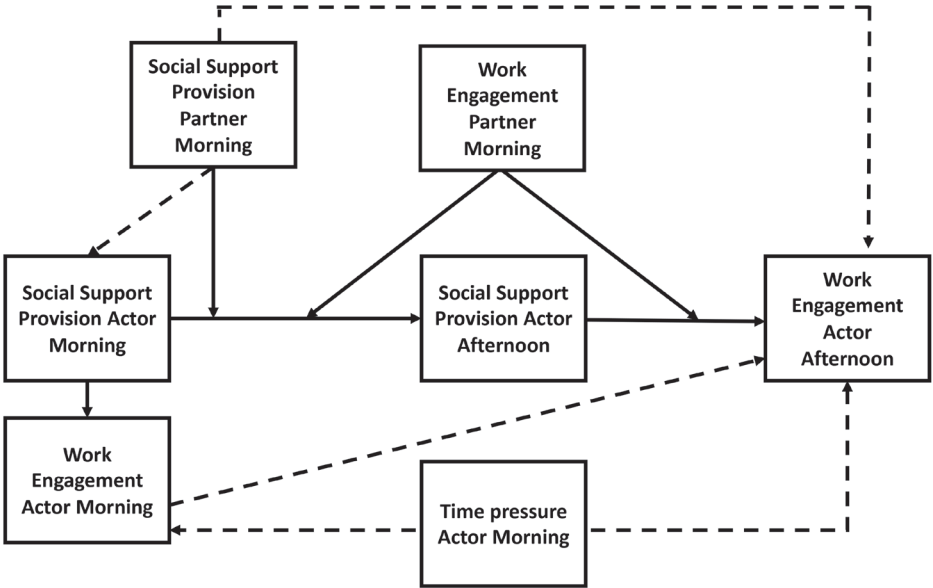 Social Support
Provision
Partner
Morning
Work
Engagement
Partner
Morning
Social Support
Provision Actor
Morning
Social Support
Provision Actor
Afternoon
Work
Engagement
Actor
Afternoon
Work
Engagement
Actor Morning
Time pressure
Actor Morning